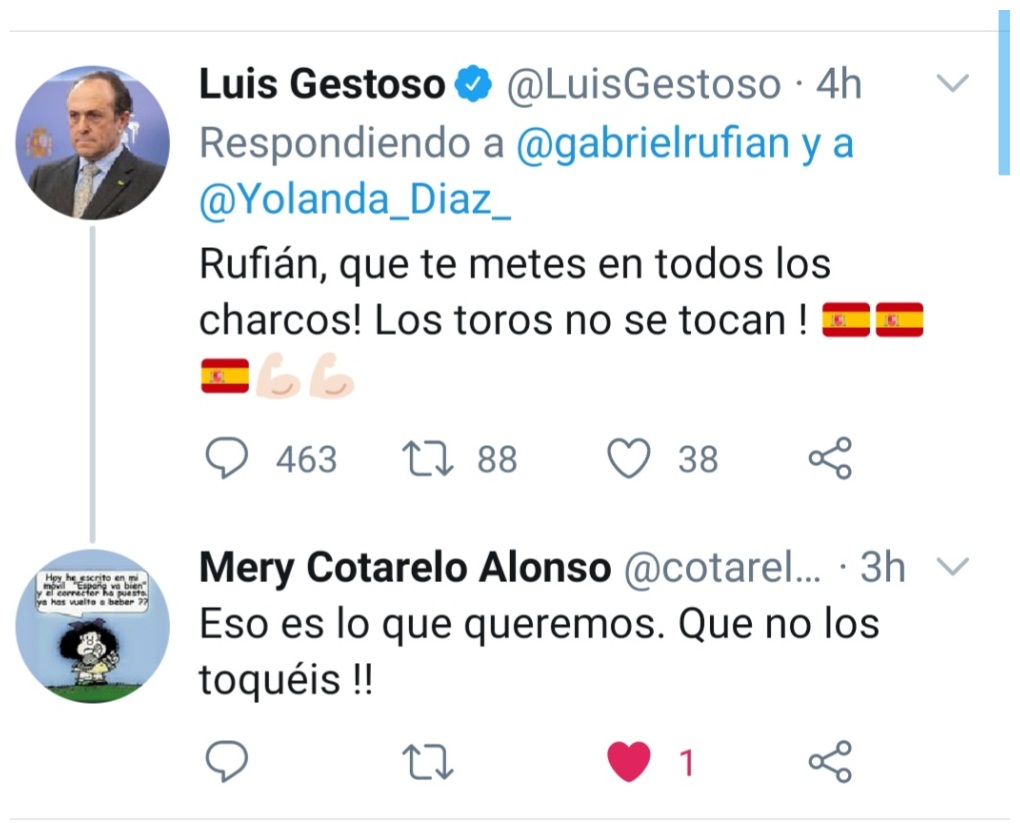 Luis Gestoso @LuisGestoso · 4h
Respondiendo a @gabrielrufian y a
@Yolanda_Diaz_
Rufián, que te metes en todos los
charcos! Los toros no se tocan ! 🇪🇸🇪🇸
🇪🇸💪🏻💪🏻
463 88 38
Hoy he escrito en mi
móvil "España va bien"
y el corrector ha puesto.
ya has vuelto a beber ??
Mery Cotarelo Alonso @cotarel... · 3h
Eso es lo que queremos. Que no los
toquéis !!
1